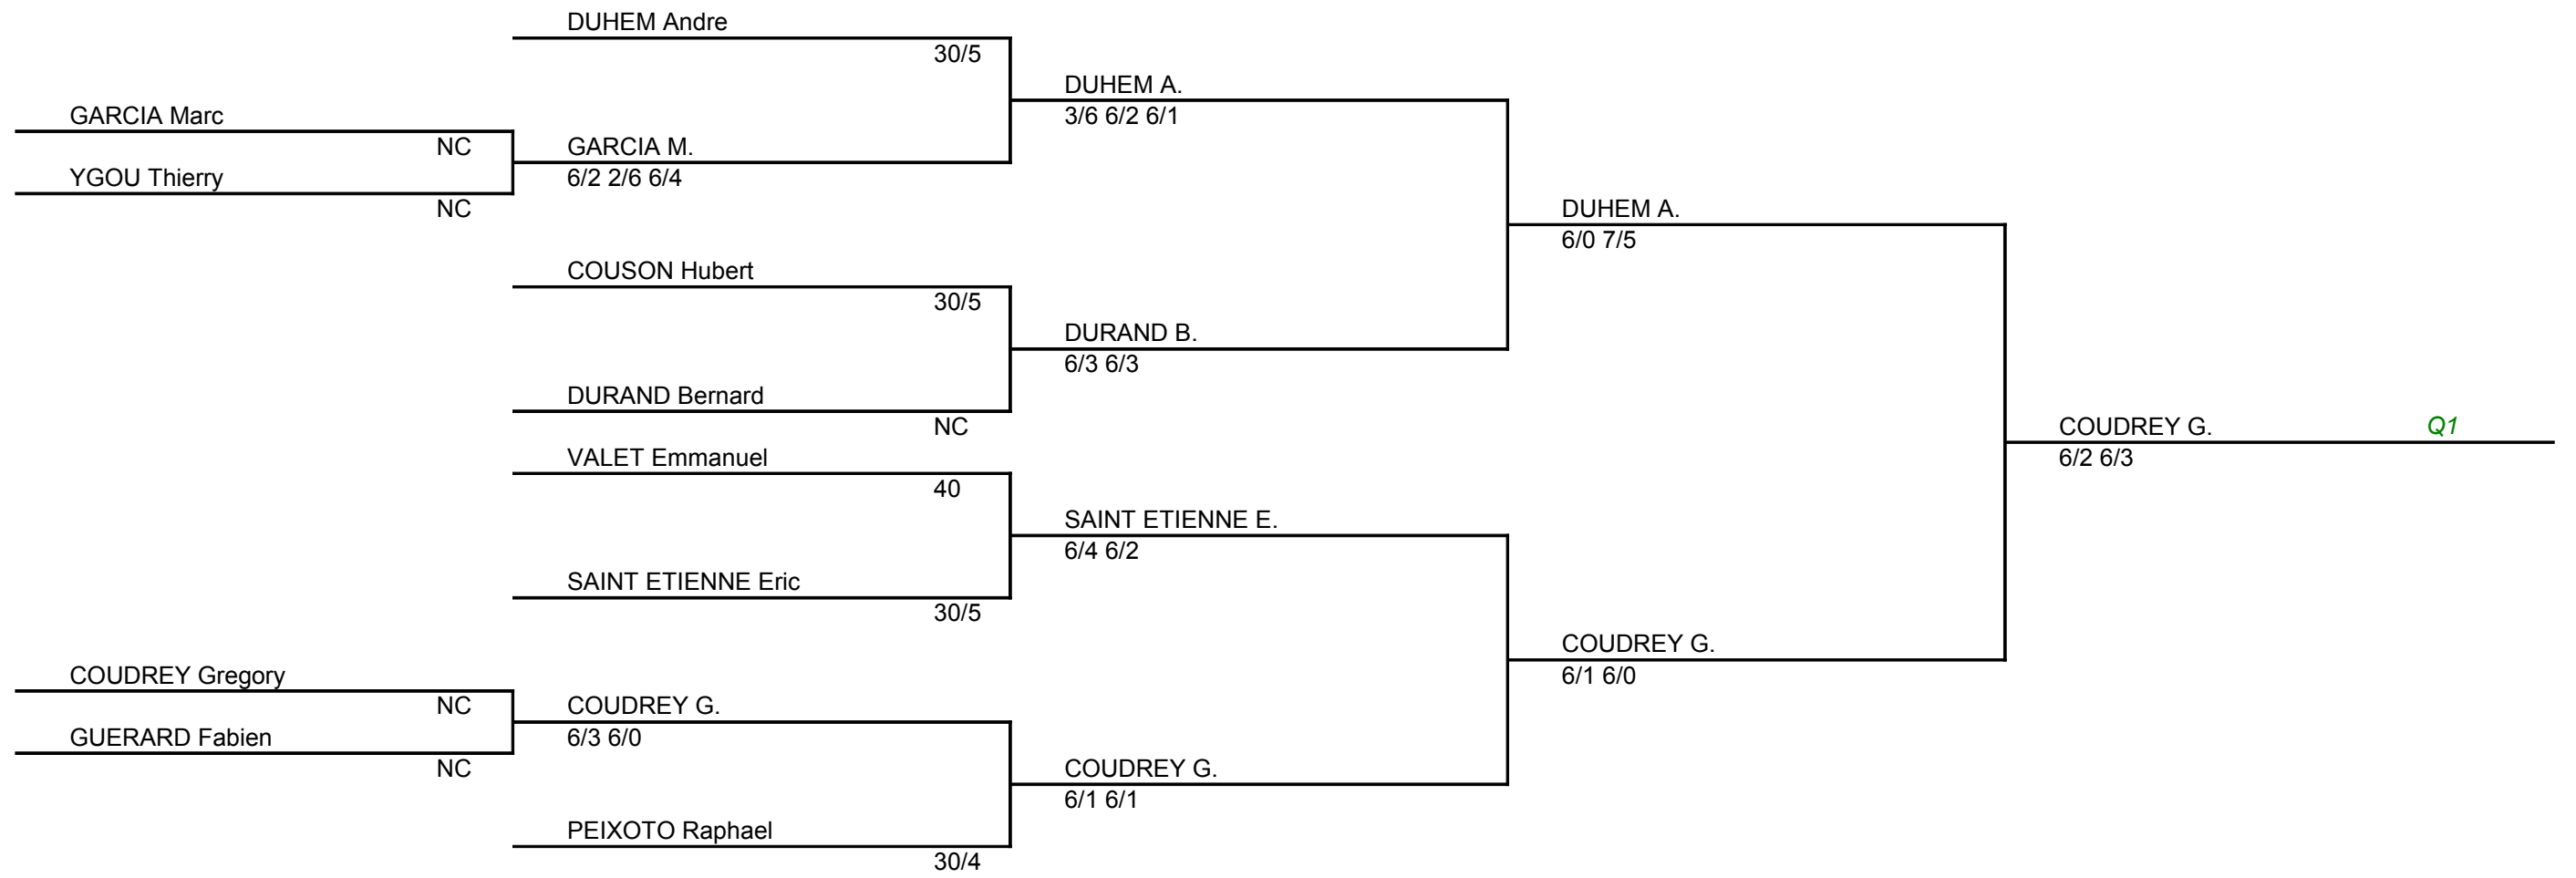 DUHEM Andre
30/5
DUHEM A.
3/6 6/2 6/1
GARCIA Marc
NC
GARCIA M.
6/2 2/6 6/4
YGOU Thierry
NC
DUHEM A.
6/0 7/5
COUSON Hubert
30/5
DURAND B.
6/3 6/3
DURAND Bernard
NC
COUDREY G.
Q1
6/2 6/3
VALET Emmanuel
40
SAINT ETIENNE E.
6/4 6/2
SAINT ETIENNE Eric
30/5
COUDREY G.
6/1 6/0
COUDREY Gregory
NC
COUDREY G.
6/3 6/0
GUERARD Fabien
NC
COUDREY G.
6/1 6/1
PEIXOTO Raphael
30/4